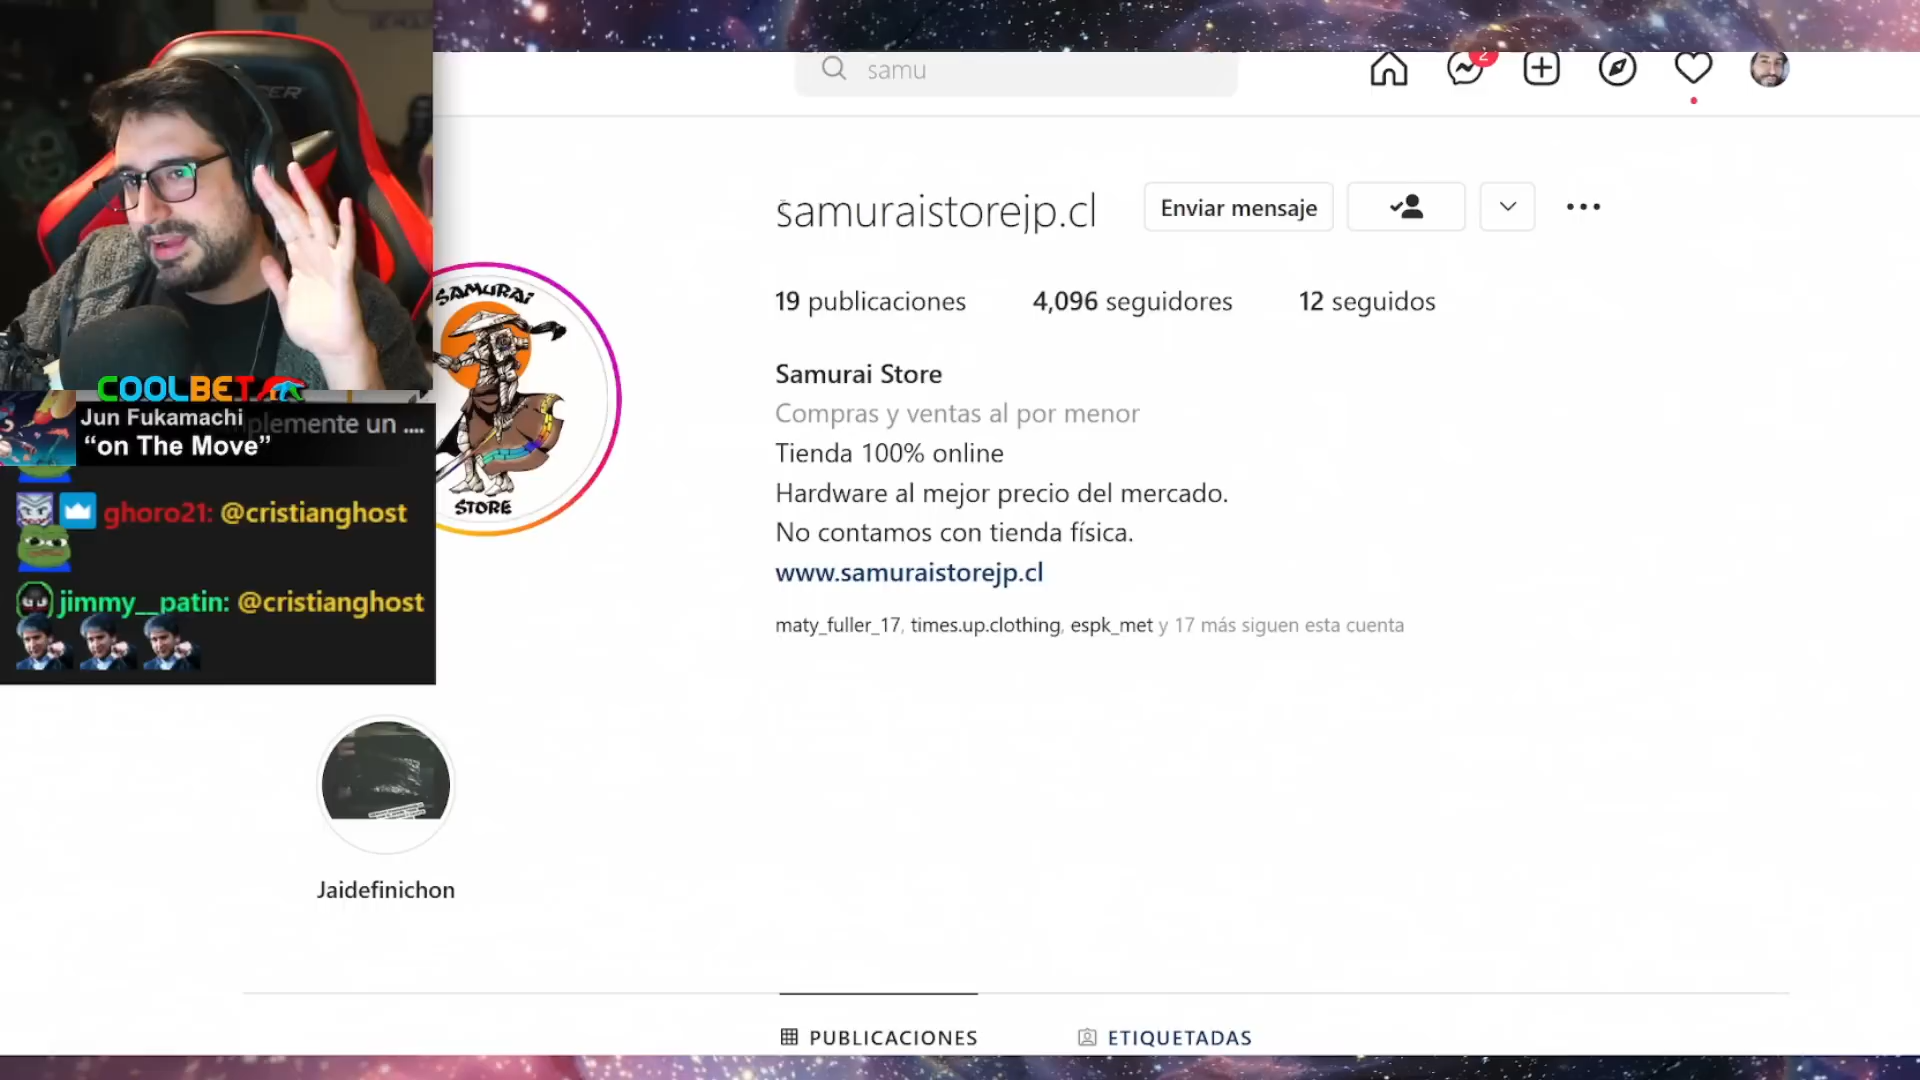 samu
2
samuraistorejp.cl
Enviar mensaje
19 publicaciones
4,096 seguidores
12 seguidos
SAMURAI
STORE
Samurai Store
Compras y ventas al por menor
Tienda 100% online
Hardware al mejor precio del mercado.
No contamos con tienda física.
www.samuraistorejp.cl
maty_fuller_17, times.up.clothing, espk_met y 17 más siguen esta cuenta
COOLBET
Jun Fukamachi
plemente un ....
“on The Move”
ghoro21: @cristianghost
jimmy__patin: @cristianghost
Jaidefinichon
PUBLICACIONES
ETIQUETADAS